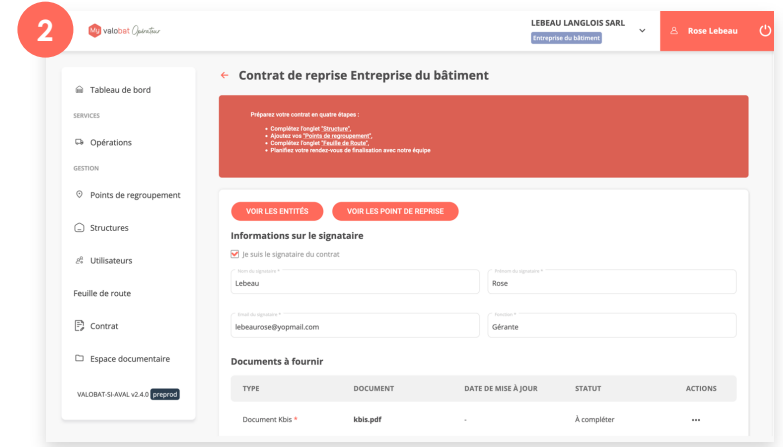 2
My valobat Opérateur
LEBEAU LANGLOIS SARL
Entreprise du bâtiment
Rose Lebeau
Tableau de bord
SERVICES
Opérations
GESTION
Points de regroupement
Structures
Utilisateurs
Feuille de route
Contrat
Espace documentaire
VALOBAT-SI-AVAL v2.4.0 preprod
← Contrat de reprise Entreprise du bâtiment
Préparez votre contrat en quatre étapes :
• Complétez l'onglet "Structure",
• Ajoutez vos "Points de regroupement",
• Complétez l'onglet "Feuille de Route",
• Planifiez votre rendez-vous de finalisation avec notre équipe
VOIR LES ENTITÉS VOIR LES POINT DE REPRISE
Informations sur le signataire
Je suis le signataire du contrat
Nom du signataire *
Lebeau
Prénom du signataire *
Rose
Email du signataire *
lebeaurose@yopmail.com
Fonction *
Gérante
Documents à fournir
TYPE DOCUMENT DATE DE MISE À JOUR STATUT ACTIONS
Document Kbis * kbis.pdf - À compléter ...